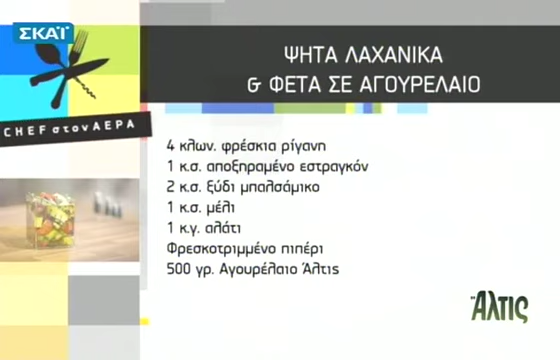 ΣΚΑΪ
ΨΗΤΑ ΛΑΧΑΝΙΚΑ
& ΦΕΤΑ ΣΕ ΑΓΟΥΡΕΛΑΙΟ
CHEF στον ΑΕΡΑ
4 κλων. φρέσκια ρίγανη
1 κ.σ. αποξηραμένο εστραγκόν
2 κ.σ. ξύδι μπαλσάμικο
1 κ.σ. μέλι
1 κ.γ. αλάτι
Φρεσκοτριμμένο πιπέρι
500 γρ. Αγουρέλαιο Άλτις
Άλτις